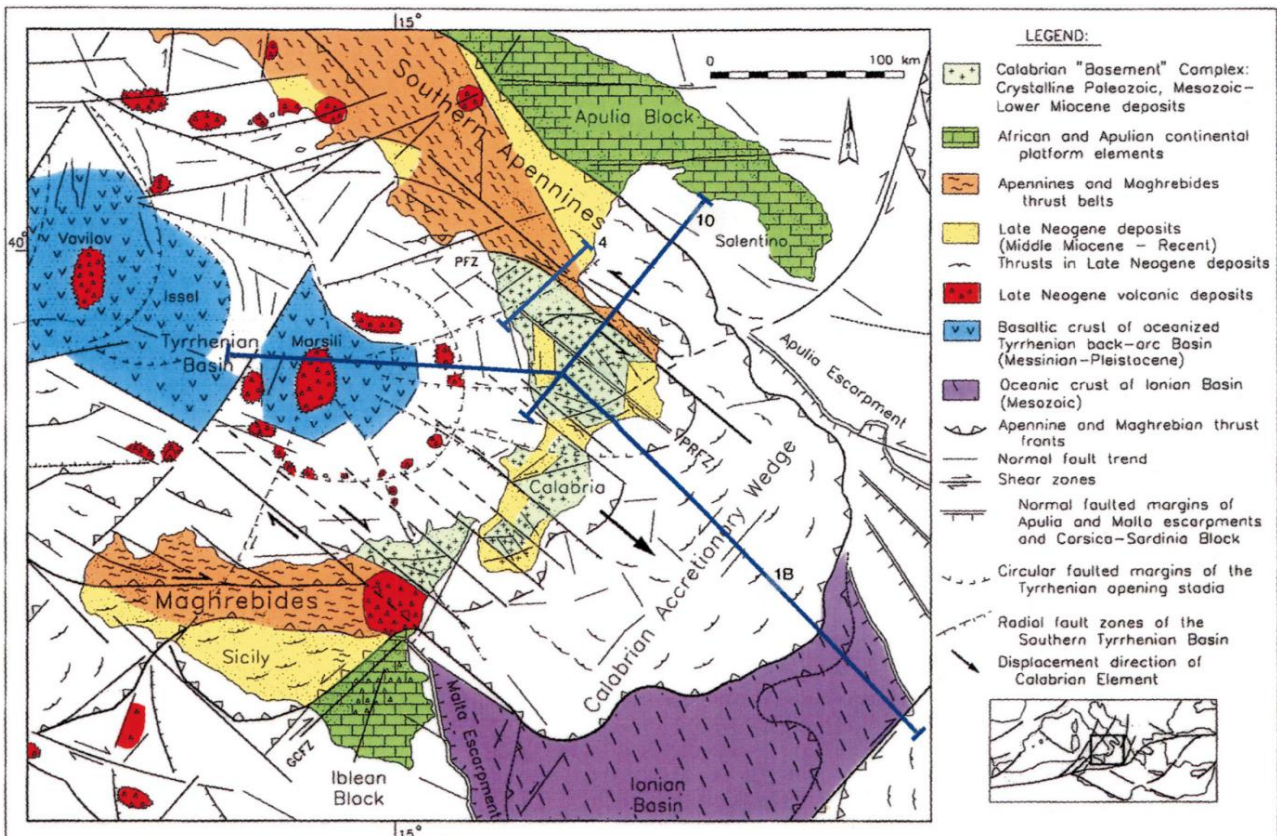 15°
0 100 km
N
40°
Southern Apennines
Apulia Block
Salentino
10
4
PFZ
Vavilov
Issel
Tyrrhenian
Basin
Marsili
Apulia Escarpment
PRFZ
Calabria
Calabrian Accretionary Wedge
1B
Maghrebides
Sicily
Malta Escarpment
GCFZ
Iblean
Block
Ionian
Basin
15°
LEGEND:
Calabrian "Basement" Complex:
Crystalline Paleozoic, Mesozoic-
Lower Miocene deposits
African and Apulian continental
platform elements
Apennines and Maghrebides
thrust belts
Late Neogene deposits
(Middle Miocene - Recent)
Thrusts in Late Neogene deposits
Late Neogene volcanic deposits
Basaltic crust of oceanized
Tyrrhenian back-arc Basin
(Messinian-Pleistocene)
Oceanic crust of Ionian Basin
(Mesozoic)
Apennine and Maghrebian thrust
fronts
Normal fault trend
Shear zones
Normal faulted margins of
Apulia and Malta escarpments
and Corsica-Sardinia Block
Circular faulted margins of the
Tyrrhenian opening stadia
Radial fault zones of the
Southern Tyrrhenian Basin
Displacement direction of
Calabrian Element